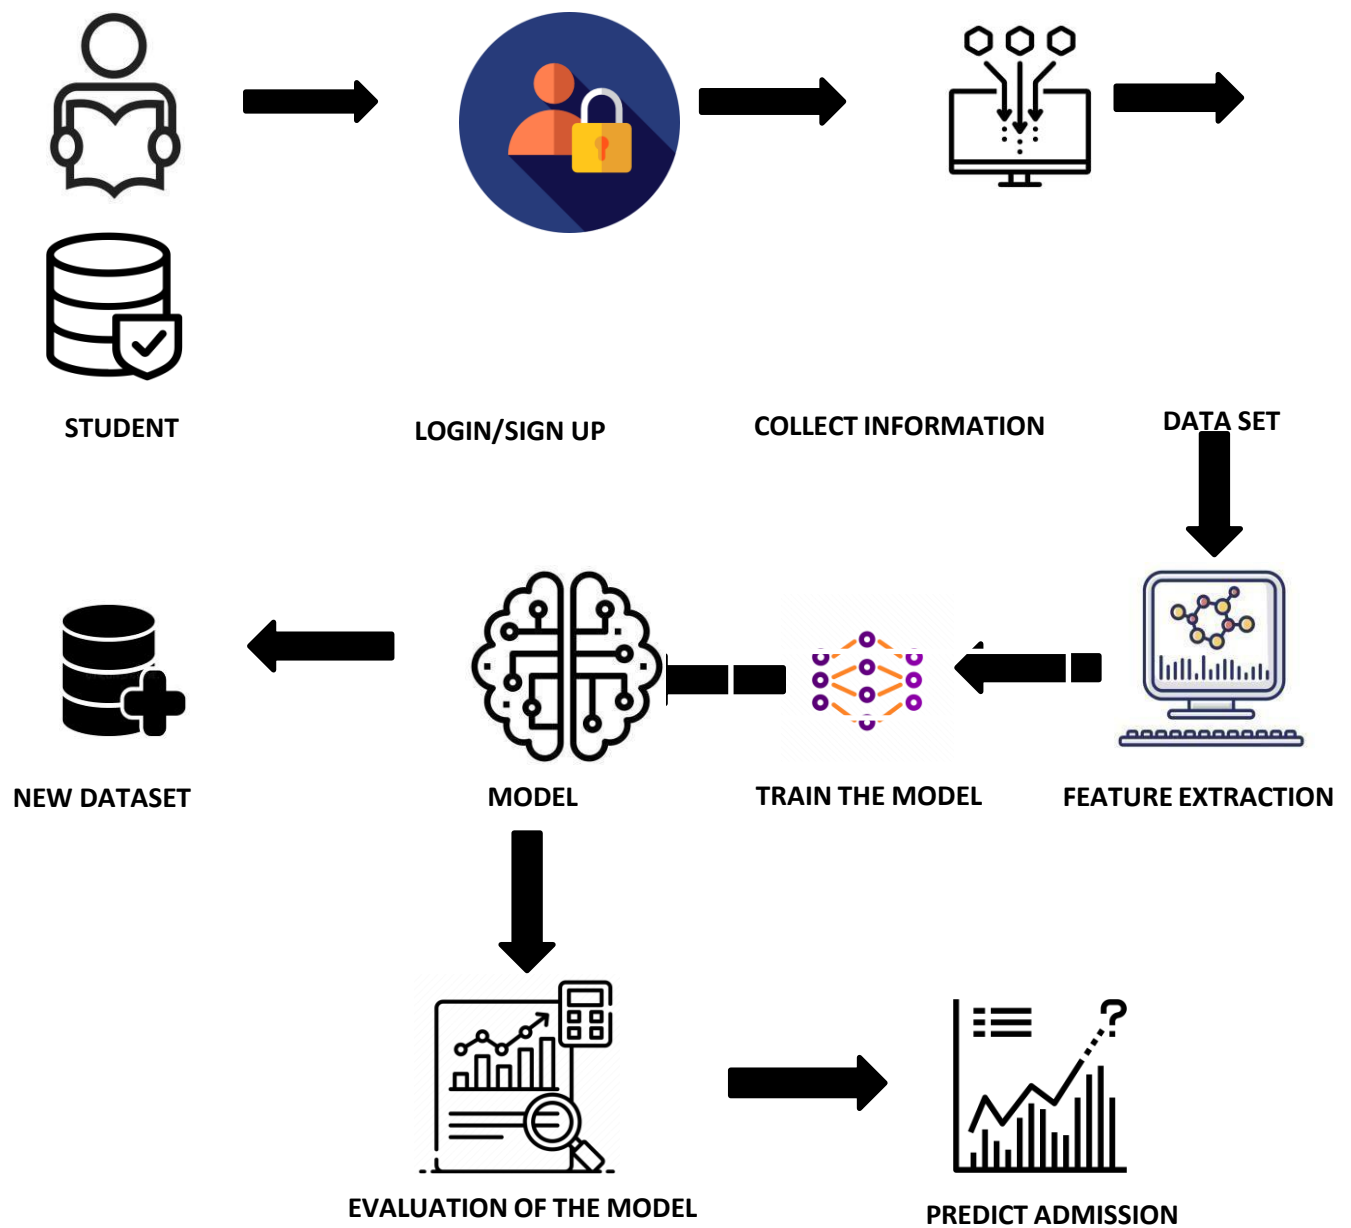 STUDENT
LOGIN/SIGN UP
COLLECT INFORMATION
DATA SET
NEW DATASET
MODEL
TRAIN THE MODEL
FEATURE EXTRACTION
EVALUATION OF THE MODEL
PREDICT ADMISSION